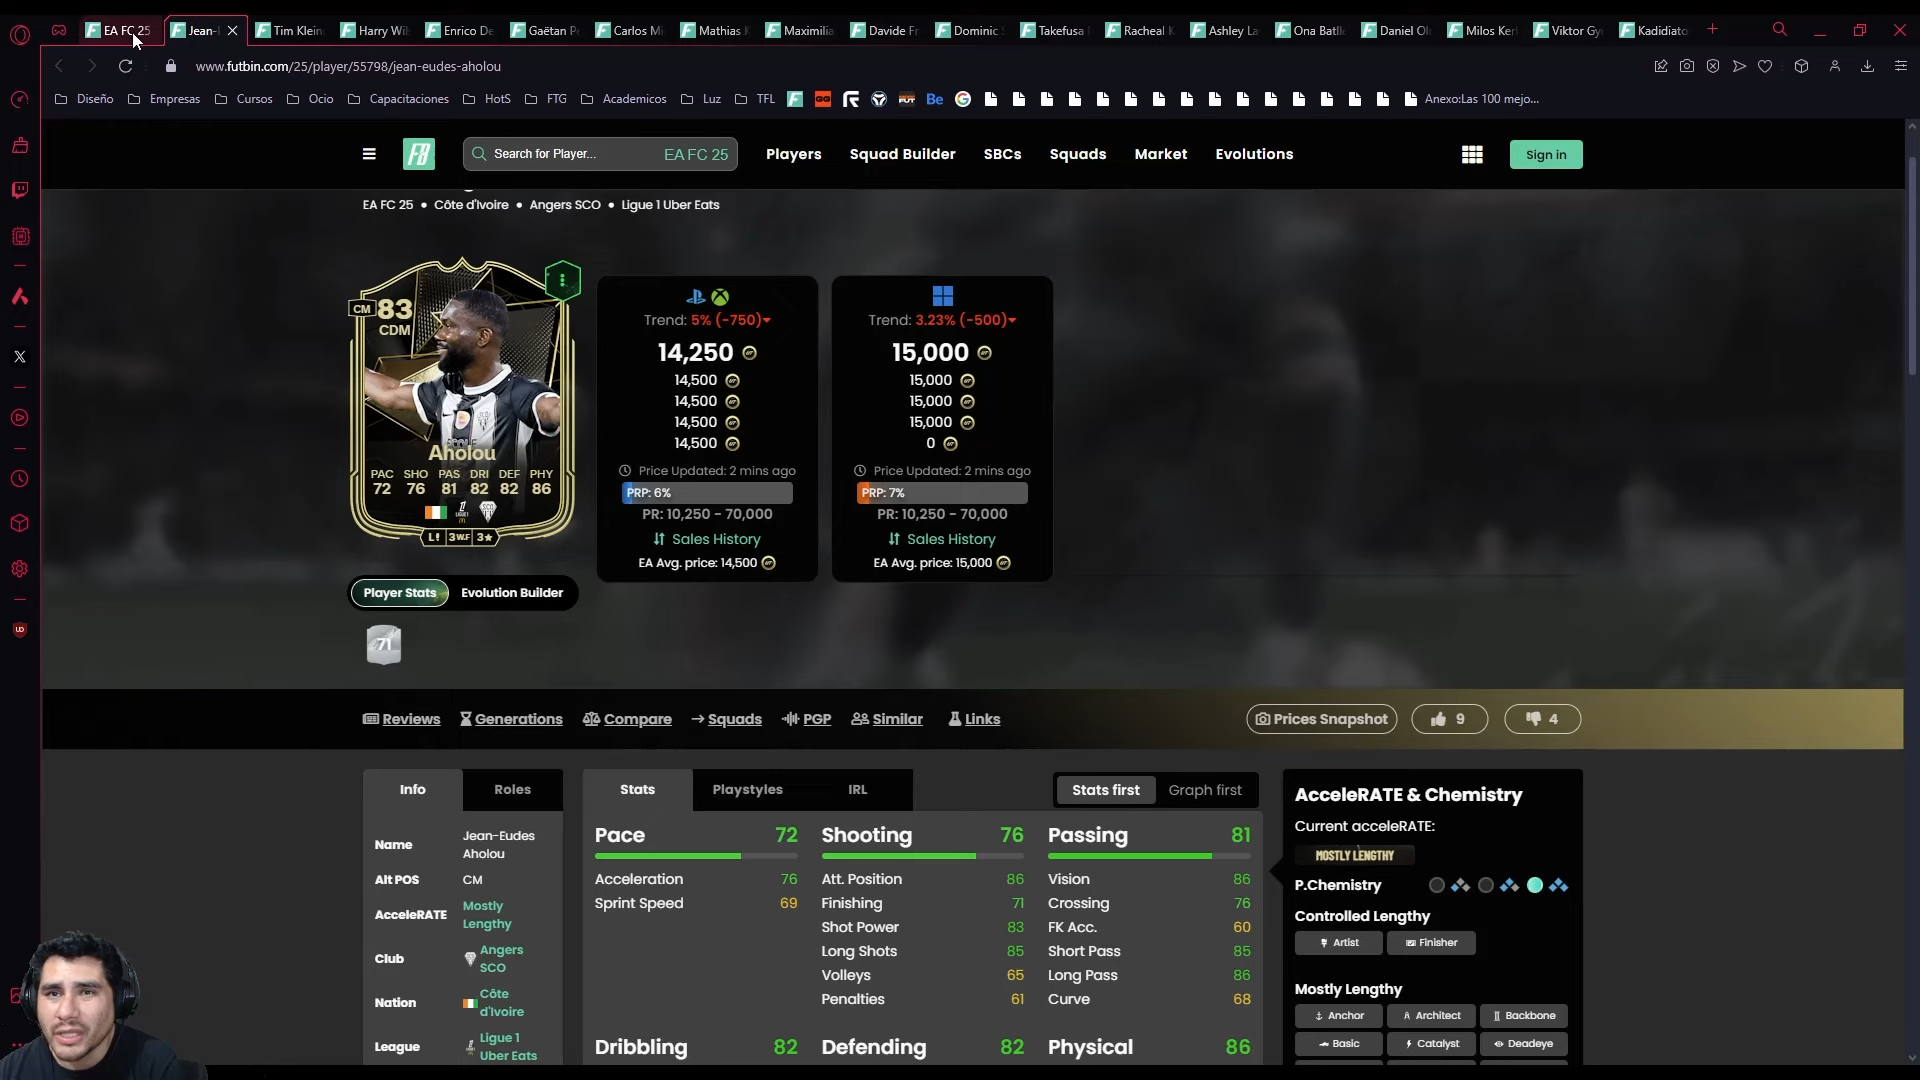 EA FC 25
Jean-
Tim Klein
Harry Wil
Enrico De
Gaëtan P
Carlos Mi
Mathias K
Maximilia
Davide Fr
Dominic
Takefusa
Racheal K
Ashley La
Ona Batll
Daniel Ol
Milos Kerk
Viktor Gy
Kadidiato
www.futbin.com/25/player/55798/jean-eudes-aholou
Diseño Empresas Cursos Ocio Capacitaciones HotS FTG Academicos Luz TFL Be Anexo:Las 100 mejo...
Search for Player... EA FC 25 Players Squad Builder SBCs Squads Market Evolutions Sign in
EA FC 25 • Côte d'Ivoire • Angers SCO • Ligue 1 Uber Eats
CM 83
CDM
Aholou
PAC SHO PAS DRI DEF PHY
72 76 81 82 82 86
3 W.F 3★
Trend: 5% (-750)
14,250
14,500
14,500
14,500
14,500
Price Updated: 2 mins ago
PRP: 6%
PR: 10,250 - 70,000
Sales History
EA Avg. price: 14,500
Trend: 3.23% (-500)
15,000
15,000
15,000
15,000
0
Price Updated: 2 mins ago
PRP: 7%
PR: 10,250 - 70,000
Sales History
EA Avg. price: 15,000
Player Stats Evolution Builder
71
Reviews Generations Compare Squads PGP Similar Links Prices Snapshot 9 4
Info Roles
Name Jean-Eudes
Aholou
Alt POS CM
AcceleRATE Mostly
Lengthy
Club Angers
SCO
Nation Côte
d'Ivoire
League Ligue 1
Uber Eats
Stats Playstyles IRL Stats first Graph first
Pace 72
Acceleration 76
Sprint Speed 69
Shooting 76
Att. Position 86
Finishing 71
Shot Power 83
Long Shots 85
Volleys 65
Penalties 61
Passing 81
Vision 86
Crossing 76
FK Acc. 60
Short Pass 85
Long Pass 86
Curve 68
Dribbling 82
Defending 82
Physical 86
AcceleRATE & Chemistry
Current acceleRATE:
MOSTLY LENGTHY
P.Chemistry
Controlled Lengthy
Artist Finisher
Mostly Lengthy
Anchor Architect Backbone
Basic Catalyst Deadeye